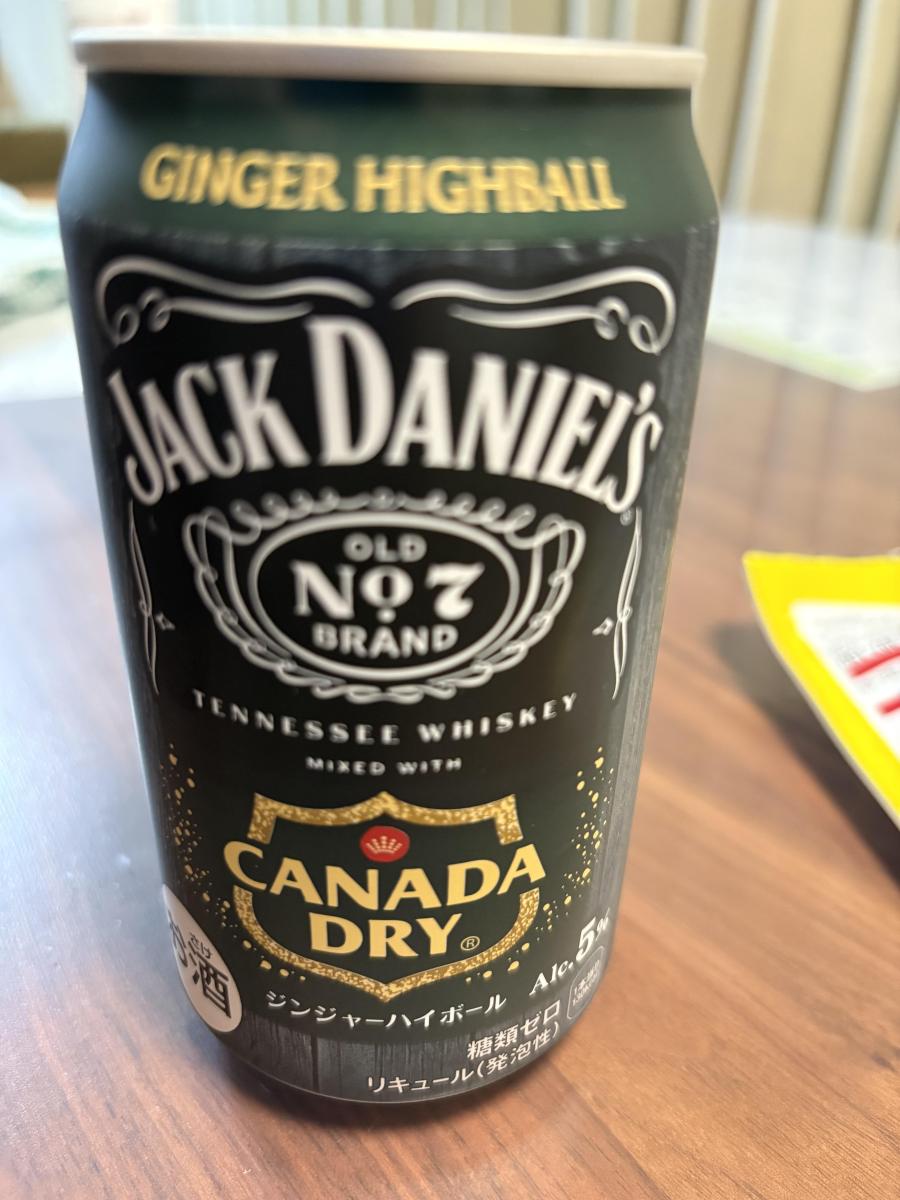 GINGER HIGHBALL
JACK DANIEL'S
OLD
No. 7
BRAND
TENNESSEE WHISKEY
MIXED WITH
CANADA
DRY®
Alc. 5%
お酒
さけ
ジンジャーハイボール
糖類ゼロ
リキュール(発泡性)